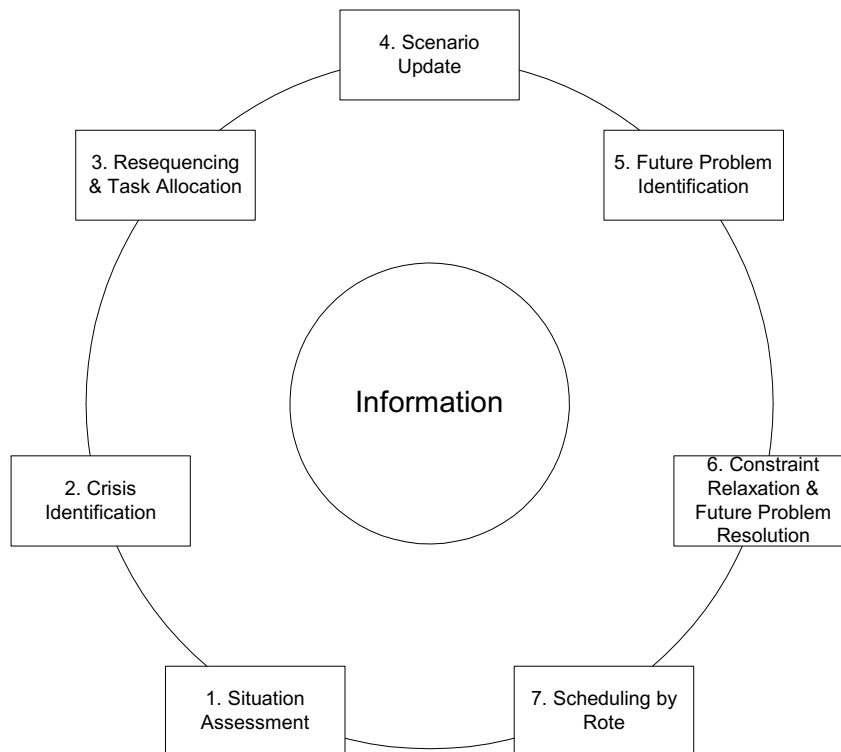 4. Scenario
Update
3. Resequencing
& Task Allocation
5. Future Problem
Identification
Information
2. Crisis
Identification
6. Constraint
Relaxation &
Future Problem
Resolution
1. Situation
Assessment
7. Scheduling by
Rote